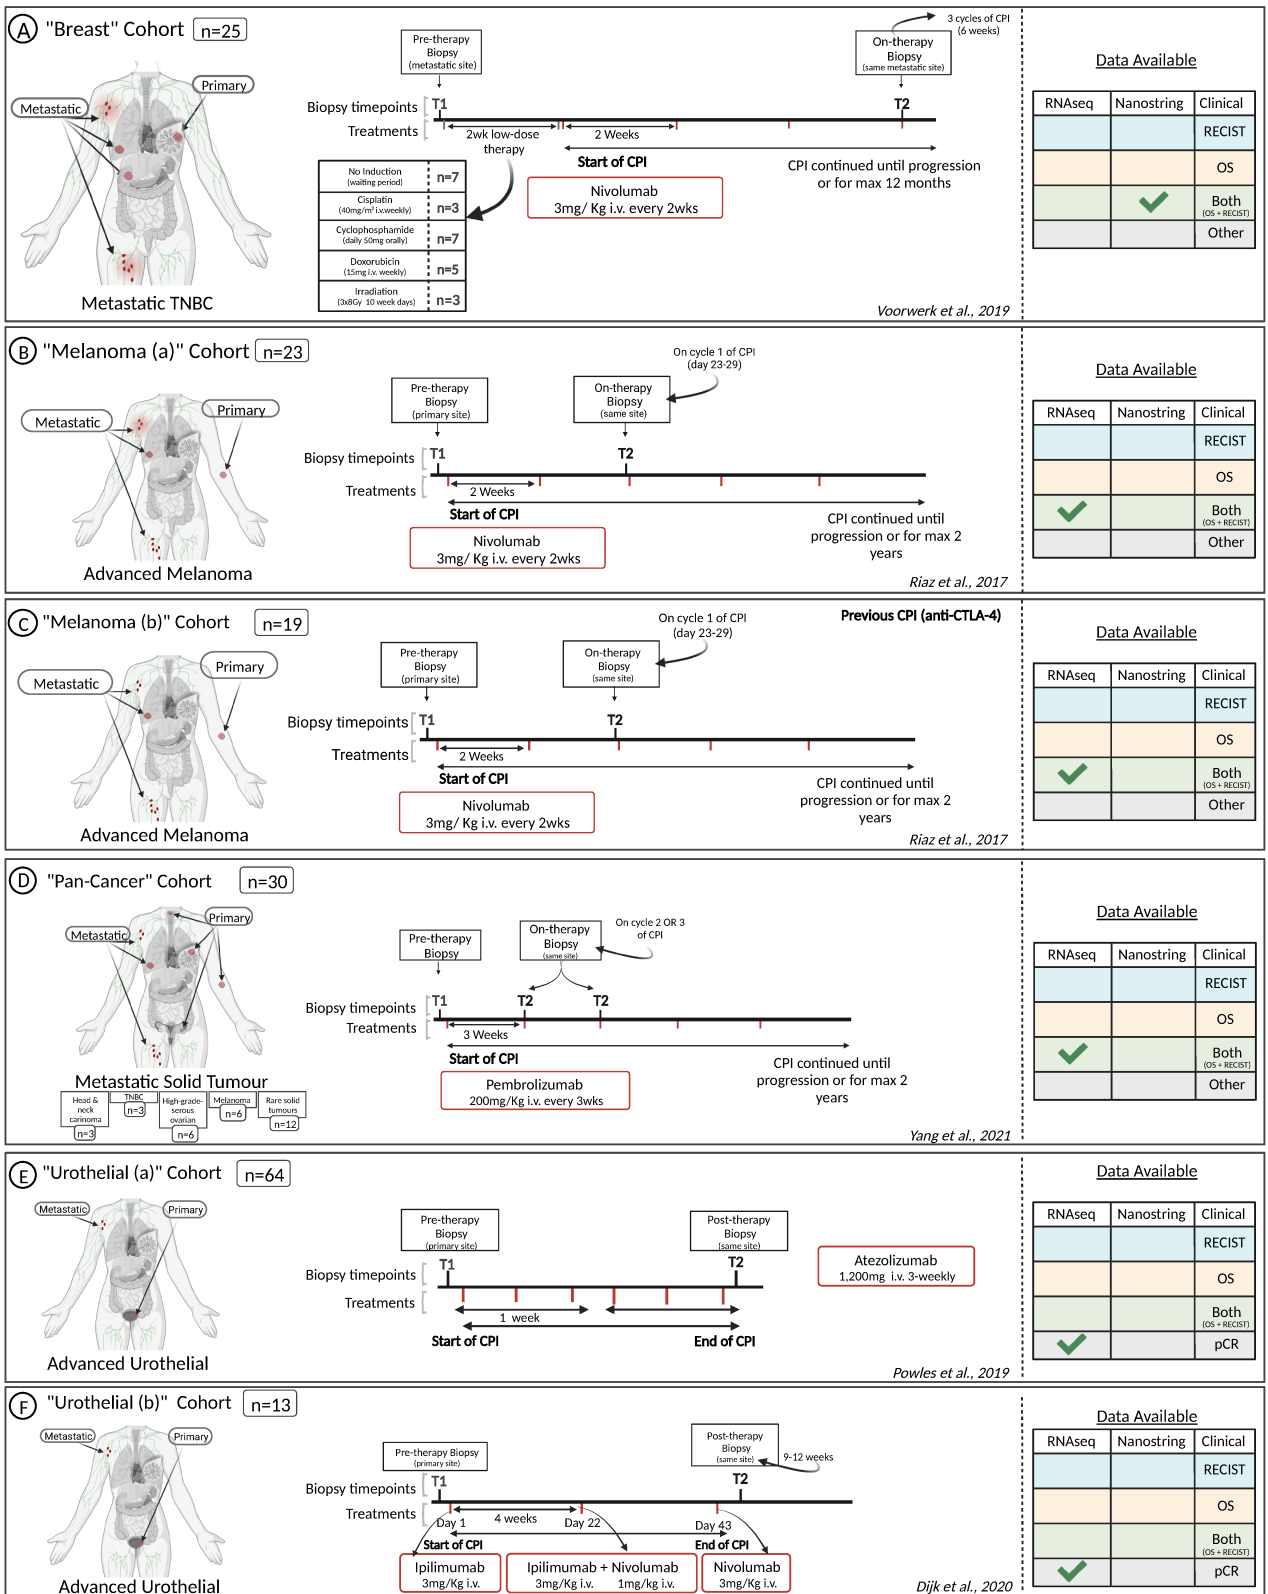 A "Breast" Cohort n=25
3 cycles of CPI
(6 weeks)
Pre-therapy
Biopsy
(metastatic site)
On-therapy
Biopsy
(same metastatic site)
Primary
Metastatic
Biopsy timepoints
T1
T2
Treatments
2wk low-dose
therapy
2 Weeks
Start of CPI
CPI continued until progression
or for max 12 months
Nivolumab
3mg/ Kg i.v. every 2wks
No Induction
(waiting period)
n=7
Cisplatin
(40mg/m² i.v.weekly)
n=3
Cyclophosphamide
(daily 50mg orally)
n=7
Doxorubicin
(15mg i.v. weekly)
n=5
Irradiation
(3x8Gy 10 week days)
n=3
Metastatic TNBC
Voorwerk et al., 2019
Data Available
RNAseq Nanostring Clinical
RECIST
OS
Both
(OS + RECIST)
Other
B "Melanoma (a)" Cohort n=23
On cycle 1 of CPI
(day 23-29)
Pre-therapy
Biopsy
(primary site)
On-therapy
Biopsy
(same site)
Primary
Metastatic
Biopsy timepoints
T1
T2
Treatments
2 Weeks
Start of CPI
CPI continued until
progression or for max 2
years
Nivolumab
3mg/ Kg i.v. every 2wks
Advanced Melanoma
Riaz et al., 2017
Data Available
RNAseq Nanostring Clinical
RECIST
OS
Both
(OS + RECIST)
Other
C "Melanoma (b)" Cohort n=19
On cycle 1 of CPI
(day 23-29)
Previous CPI (anti-CTLA-4)
Pre-therapy
Biopsy
(primary site)
On-therapy
Biopsy
(same site)
Primary
Metastatic
Biopsy timepoints
T1
T2
Treatments
2 Weeks
Start of CPI
CPI continued until
progression or for max 2
years
Nivolumab
3mg/ Kg i.v. every 2wks
Advanced Melanoma
Riaz et al., 2017
Data Available
RNAseq Nanostring Clinical
RECIST
OS
Both
(OS + RECIST)
Other
D "Pan-Cancer" Cohort n=30
Primary
Metastatic
Pre-therapy
Biopsy
On-therapy
Biopsy
(same site)
On cycle 2 OR 3
of CPI
Biopsy timepoints
T1
T2
T2
Treatments
3 Weeks
Start of CPI
CPI continued until
progression or for max 2
years
Pembrolizumab
200mg/Kg i.v. every 3wks
Metastatic Solid Tumour
Head &
neck
carinoma
n=3
TNBC
n=3
High-grade-
serous
ovarian
n=6
Melanoma
n=6
Rare solid
tumours
n=12
Yang et al., 2021
Data Available
RNAseq Nanostring Clinical
RECIST
OS
Both
(OS + RECIST)
Other
E "Urothelial (a)" Cohort n=64
Metastatic
Primary
Pre-therapy
Biopsy
(primary site)
Post-therapy
Biopsy
(same site)
Atezolizumab
1,200mg i.v. 3-weekly
Biopsy timepoints
T1
T2
Treatments
1 week
Start of CPI
End of CPI
Advanced Urothelial
Powles et al., 2019
Data Available
RNAseq Nanostring Clinical
RECIST
OS
Both
(OS + RECIST)
pCR
F "Urothelial (b)" Cohort n=13
Metastatic
Primary
Pre-therapy Biopsy
(primary site)
Post-therapy
Biopsy
(same site)
9-12 weeks
Biopsy timepoints
T1
T2
Treatments
Day 1
4 weeks
Day 22
Day 43
Start of CPI
End of CPI
Ipilimumab
3mg/Kg i.v.
Ipilimumab + Nivolumab
3mg/Kg i.v. 1mg/kg i.v.
Nivolumab
3mg/Kg i.v.
Advanced Urothelial
Dijk et al., 2020
Data Available
RNAseq Nanostring Clinical
RECIST
OS
Both
(OS + RECIST)
pCR